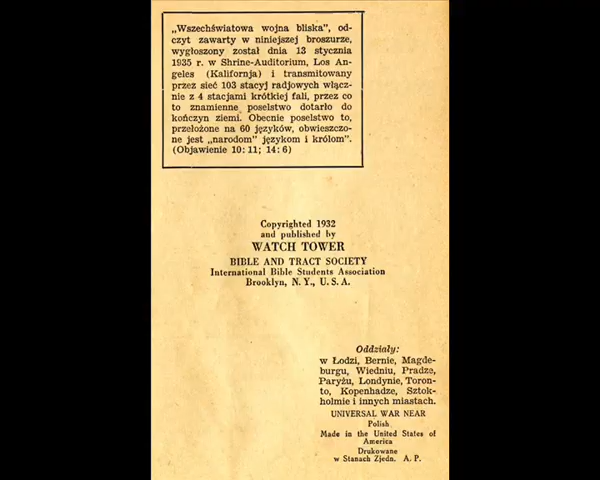 „Wszechświatowa wojna bliska", od-
czyt zawarty w niniejszej broszurze,
wygłoszony został dnia 13 stycznia
1935 r. w Shrine-Auditorium, Los An-
geles (Kalifornja) i transmitowany
przez sieć 103 stacyj radjowych włącz-
nie z 4 stacjami krótkiej fali, przez co
to znamienne poselstwo dotarło do
kończyn ziemi. Obecnie poselstwo to,
przełożone na 60 języków, obwieszczo-
ne jest „narodom" językom i królom".
(Objawienie 10:11; 14:6)
Copyrighted 1932
and published by
WATCH TOWER
BIBLE AND TRACT SOCIETY
International Bible Students Association
Brooklyn, N. Y., U. S. A.
Oddziały:
w Łodzi, Bernie, Magde-
burgu, Wiedniu, Pradze,
Paryżu, Londynie, Toron-
to, Kopenhadze, Sztok-
holmie i innych miastach.
UNIVERSAL WAR NEAR
Polish
Made in the United States of
America
Drukowane
w Stanach Zjedn. A. P.